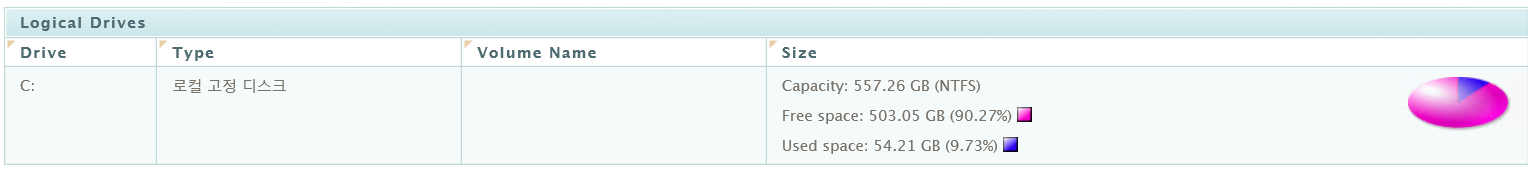 Logical Drives
Drive Type Volume Name Size
C: 로컬 고정 디스크 Capacity: 557.26 GB (NTFS)
Free space: 503.05 GB (90.27%)
Used space: 54.21 GB (9.73%)